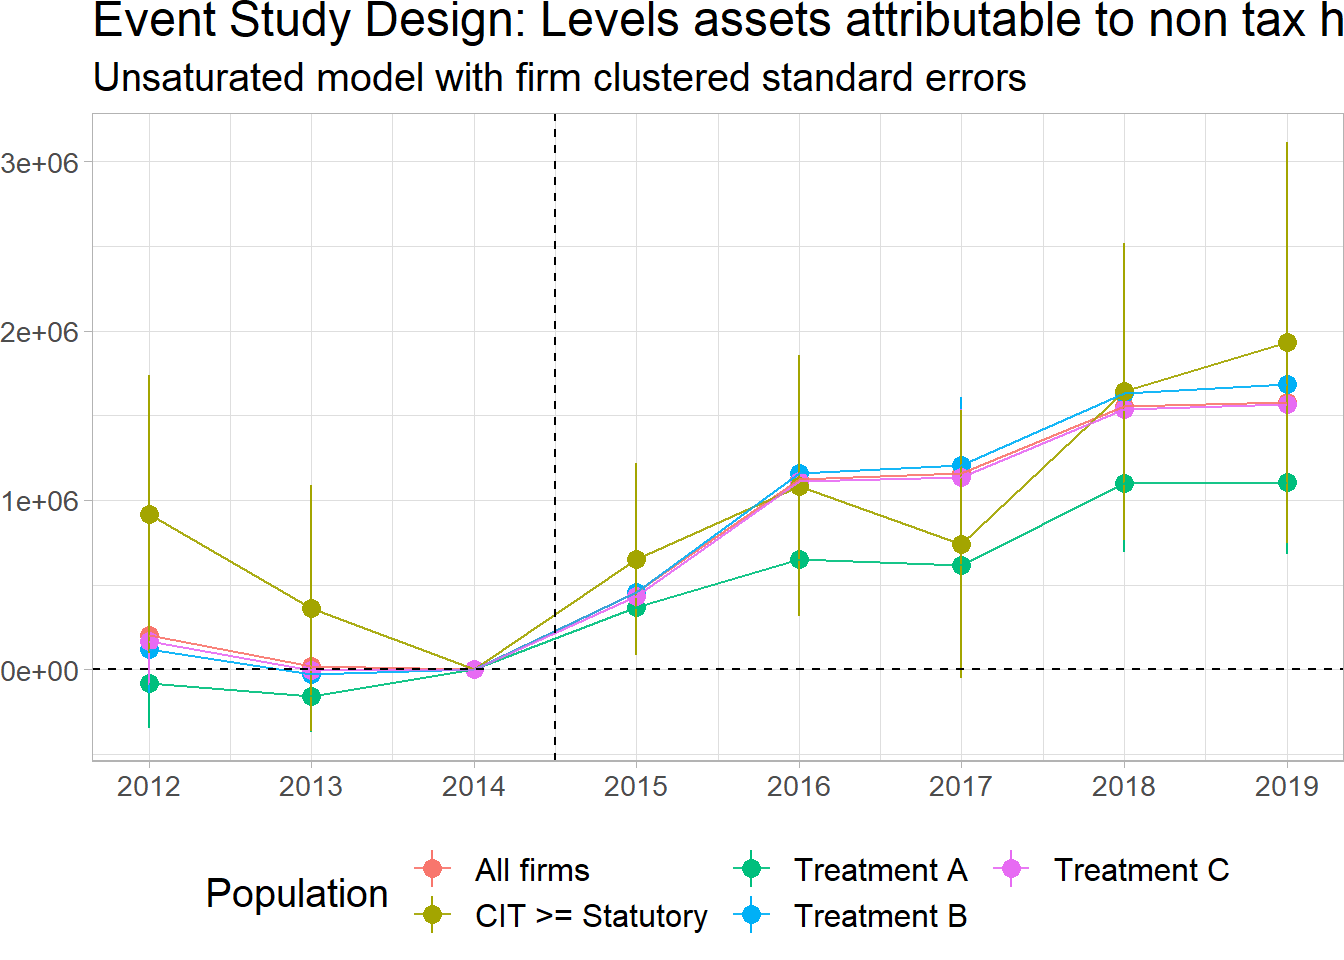 Event Study Design: Levels assets attributable to non tax h
Unsaturated model with firm clustered standard errors
3e+06
2e+06
1e+06
0e+00
2012 2013 2014 2015 2016 2017 2018 2019
Population
All firms
CIT >= Statutory
Treatment A
Treatment B
Treatment C